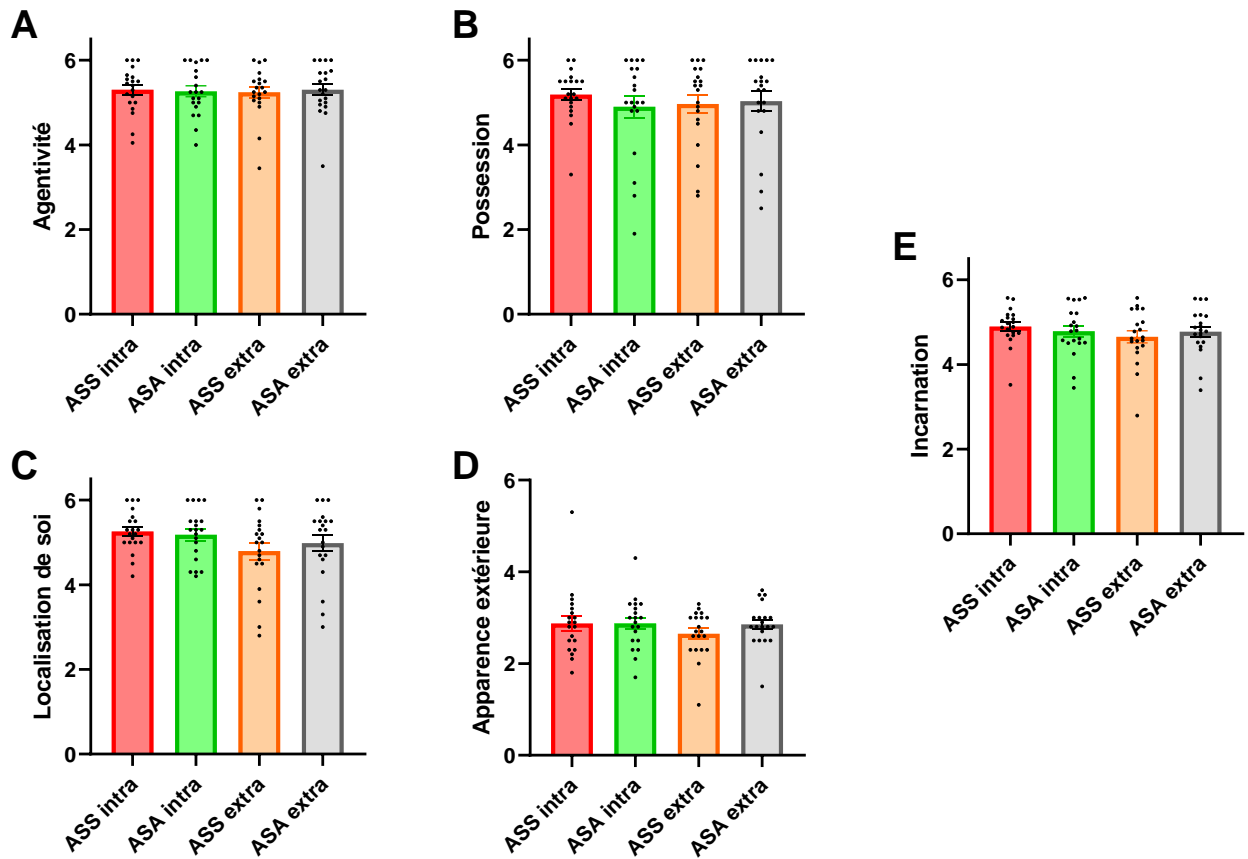 A
Agentivité
6
4
2
0
ASS intra
ASA intra
ASS extra
ASA extra
B
Possession
6
4
2
0
ASS intra
ASA intra
ASS extra
ASA extra
C
Localisation de soi
6
4
2
0
ASS intra
ASA intra
ASS extra
ASA extra
D
Apparence extérieure
6
4
2
0
ASS intra
ASA intra
ASS extra
ASA extra
E
Incarnation
6
4
2
0
ASS intra
ASA intra
ASS extra
ASA extra